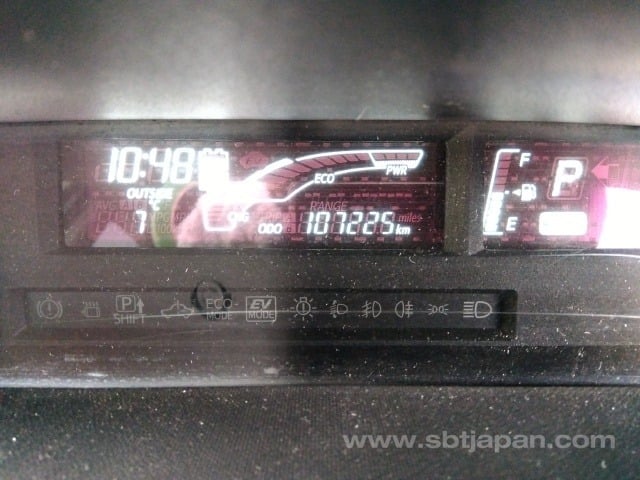 10:48
F
ECO
PWR
P
OUTSIDE
RANGE
7
CHG
ODO 107225 km
miles
E
P
SHIFT
ECO
MODE
EV
MODE
www.sbtjapan.com